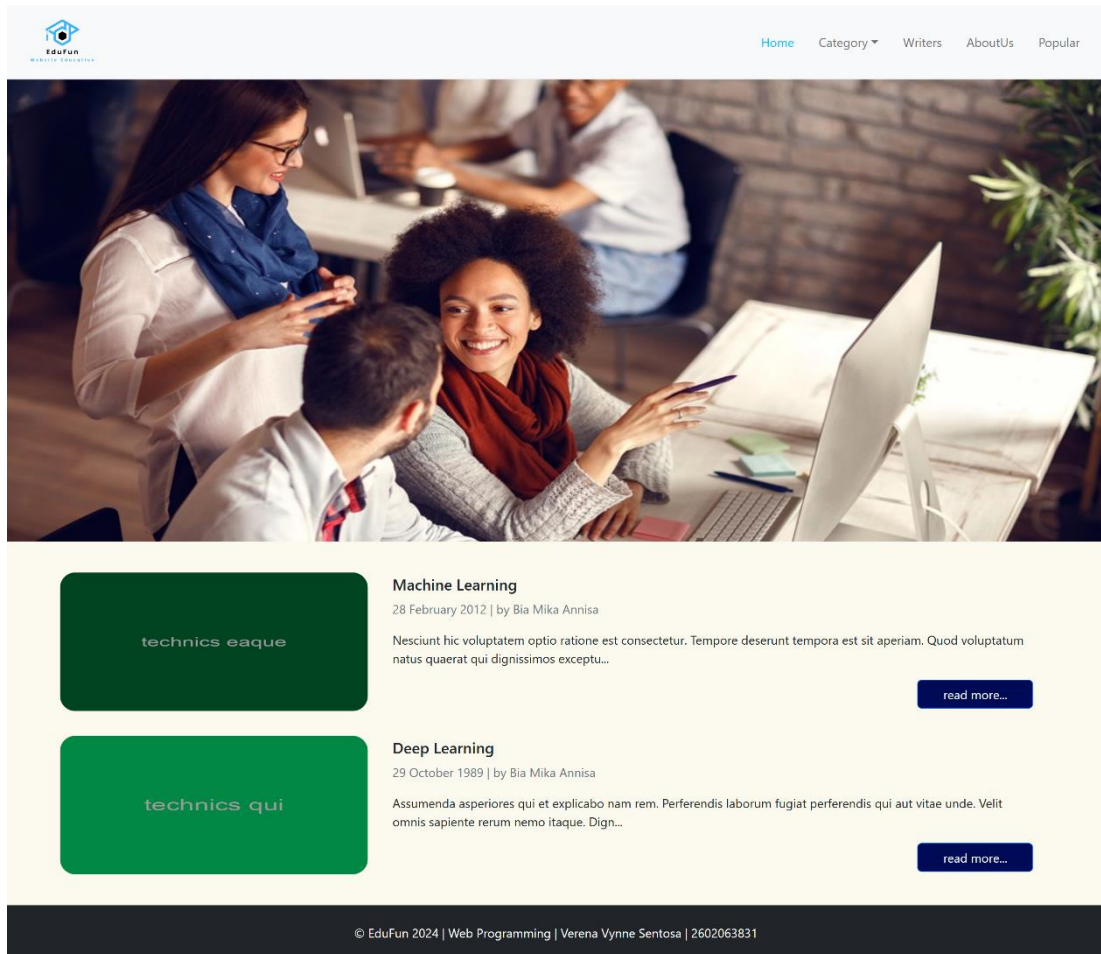 EduFun
Website Education
Home Category Writers AboutUs Popular
technics eaque
Machine Learning
28 February 2012 | by Bia Mika Annisa
Nesciunt hic voluptatem optio ratione est consectetur. Tempore deserunt tempora est sit aperiam. Quod voluptatum
natus quaerat qui dignissimos exceptu...
read more...
technics qui
Deep Learning
29 October 1989 | by Bia Mika Annisa
Assumenda asperiores qui et explicabo nam rem. Perferendis laborum fugiat perferendis qui aut vitae unde. Velit
omnis sapiente rerum nemo itaque. Dign...
read more...
© EduFun 2024 | Web Programming | Verena Vynne Sentosa | 2602063831